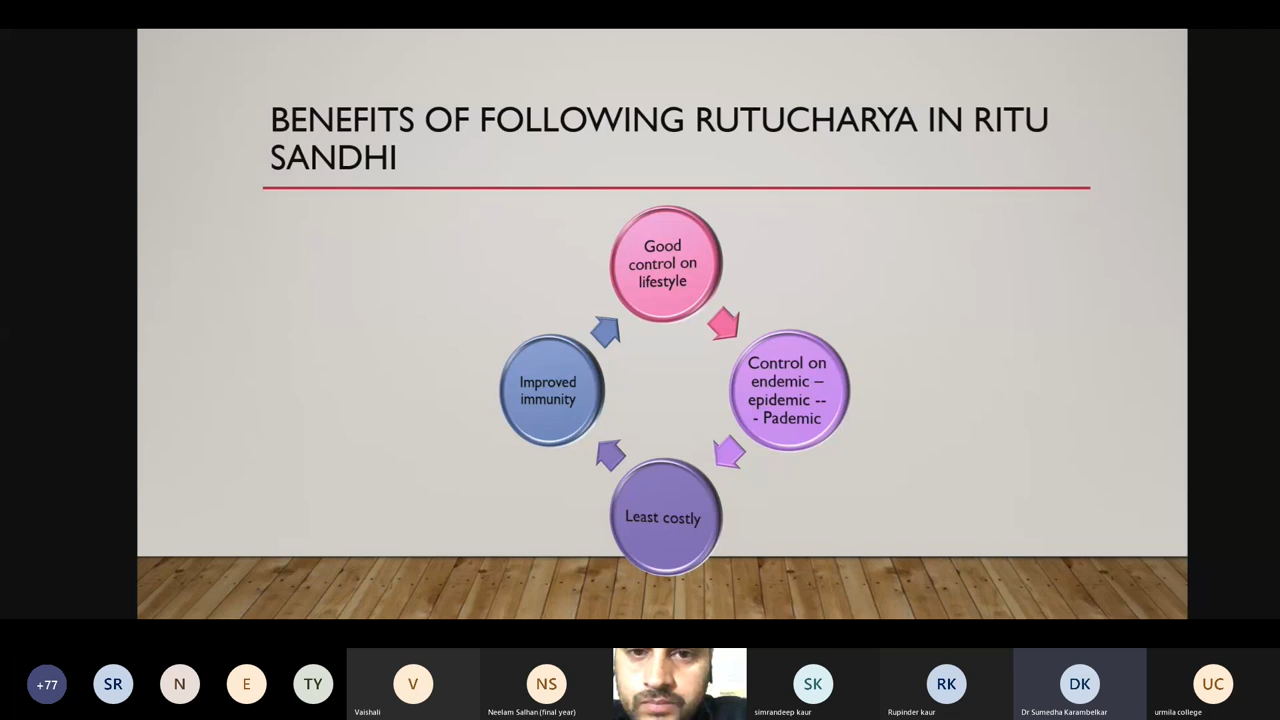 BENEFITS OF FOLLOWING RUTUCHARYA IN RITU
SANDHI
Good
control on
lifestyle
Control on
endemic –
epidemic --
- Pademic
Improved
immunity
Least costly
+77
SR
N
E
TY
V
NS
SK
RK
DK
UC
Vaishali
Neelam Salhan (final year)
simrandeep kaur
Rupinder kaur
Dr Sumedha Karambelkar
urmila college